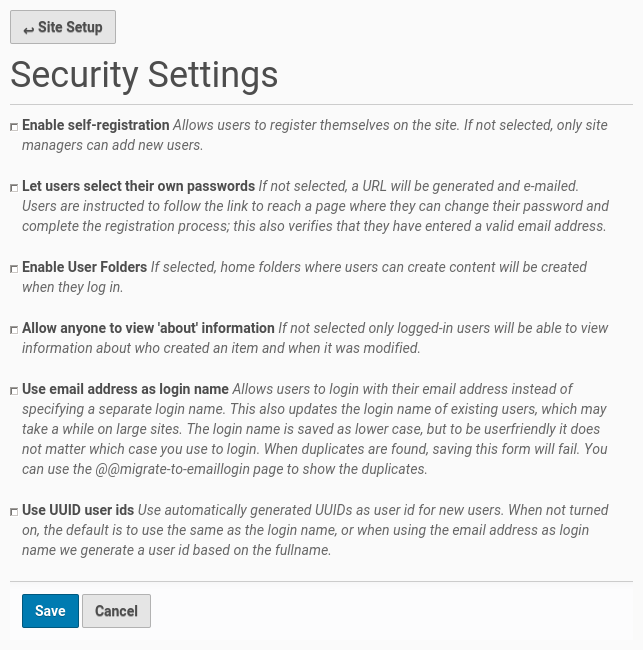 Site Setup
Security Settings
Enable self-registration Allows users to register themselves on the site. If not selected, only site
managers can add new users.
Let users select their own passwords If not selected, a URL will be generated and e-mailed.
Users are instructed to follow the link to reach a page where they can change their password and
complete the registration process; this also verifies that they have entered a valid email address.
Enable User Folders If selected, home folders where users can create content will be created
when they log in.
Allow anyone to view 'about' information If not selected only logged-in users will be able to view
information about who created an item and when it was modified.
Use email address as login name Allows users to login with their email address instead of
specifying a separate login name. This also updates the login name of existing users, which may
take a while on large sites. The login name is saved as lower case, but to be userfriendly it does
not matter which case you use to login. When duplicates are found, saving this form will fail. You
can use the @@migrate-to-emaillogin page to show the duplicates.
Use UUID user ids Use automatically generated UUIDs as user id for new users. When not turned
on, the default is to use the same as the login name, or when using the email address as login
name we generate a user id based on the fullname.
Save Cancel